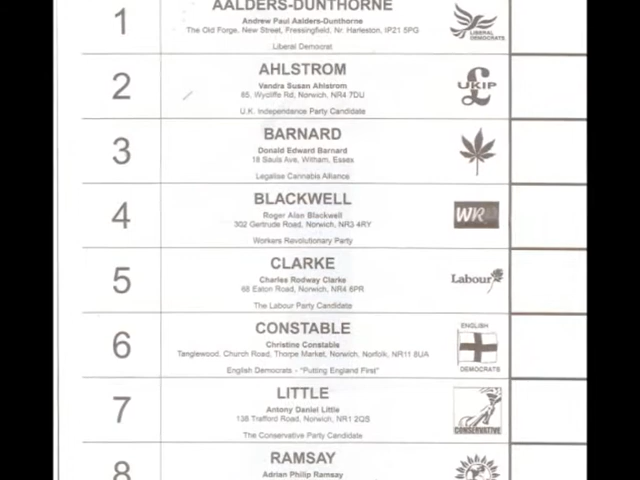 1
AALDERS-DUNTHORNE
Andrew Paul Aalders-Dunthorne
The Old Forge, New Street, Fressingfield, Nr. Harleston, IP21 5PG
Liberal Democrat
LIBERAL
DEMOCRATS
2
AHLSTROM
Vandra Susan Ahlstrom
85, Wycliffe Rd, Norwich, NR4 7DU
U.K. Independence Party Candidate
UKIP
3
BARNARD
Donald Edward Barnard
18 Sauls Ave, Witham, Essex
Legalise Cannabis Alliance
4
BLACKWELL
Roger Alan Blackwell
302 Gertrude Road, Norwich, NR3 4RY
Workers Revolutionary Party
WRP
5
CLARKE
Charles Rodway Clarke
68 Eaton Road, Norwich, NR4 6PR
The Labour Party Candidate
Labour
6
CONSTABLE
Christine Constable
Tanglewood, Church Road, Thorpe Market, Norwich, Norfolk, NR11 8UA
English Democrats - "Putting England First"
ENGLISH
DEMOCRATS
7
LITTLE
Antony Daniel Little
138 Trafford Road, Norwich, NR1 2QS
The Conservative Party Candidate
CONSERVATIVE
8
RAMSAY
Adrian Philip Ramsay